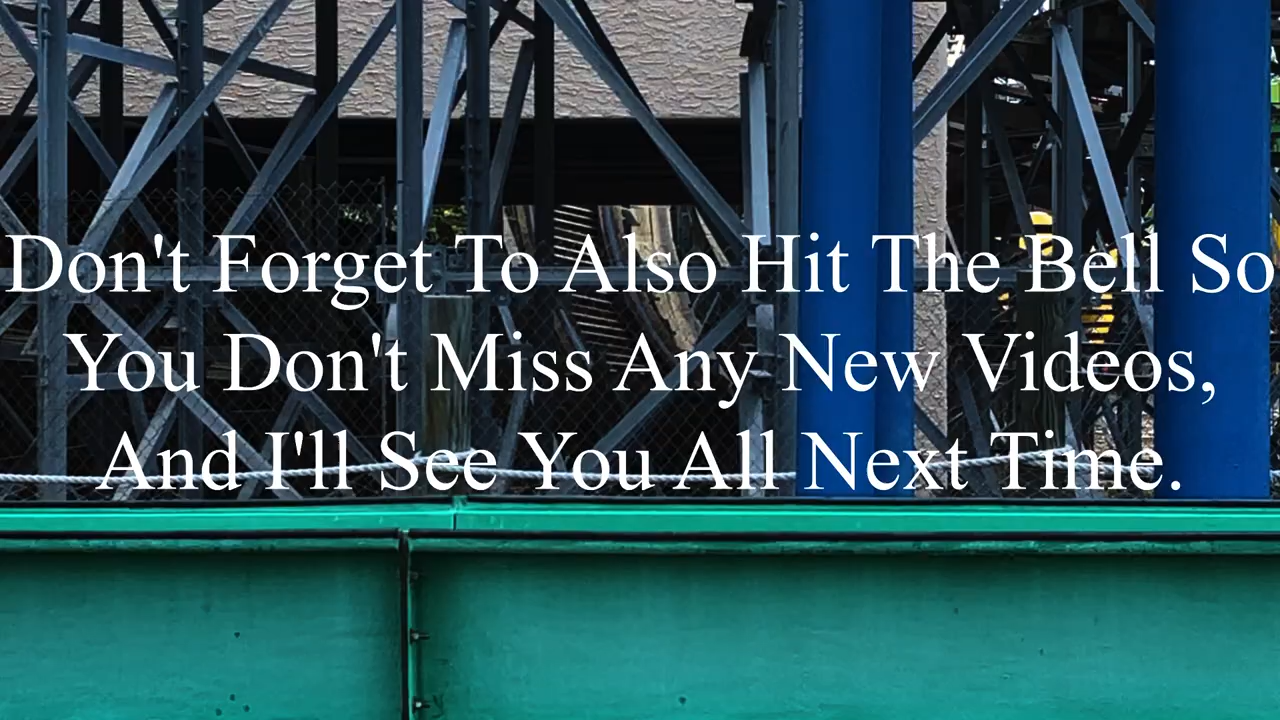 Don't Forget To Also Hit The Bell So
You Don't Miss Any New Videos,
And I'll See You All Next Time.